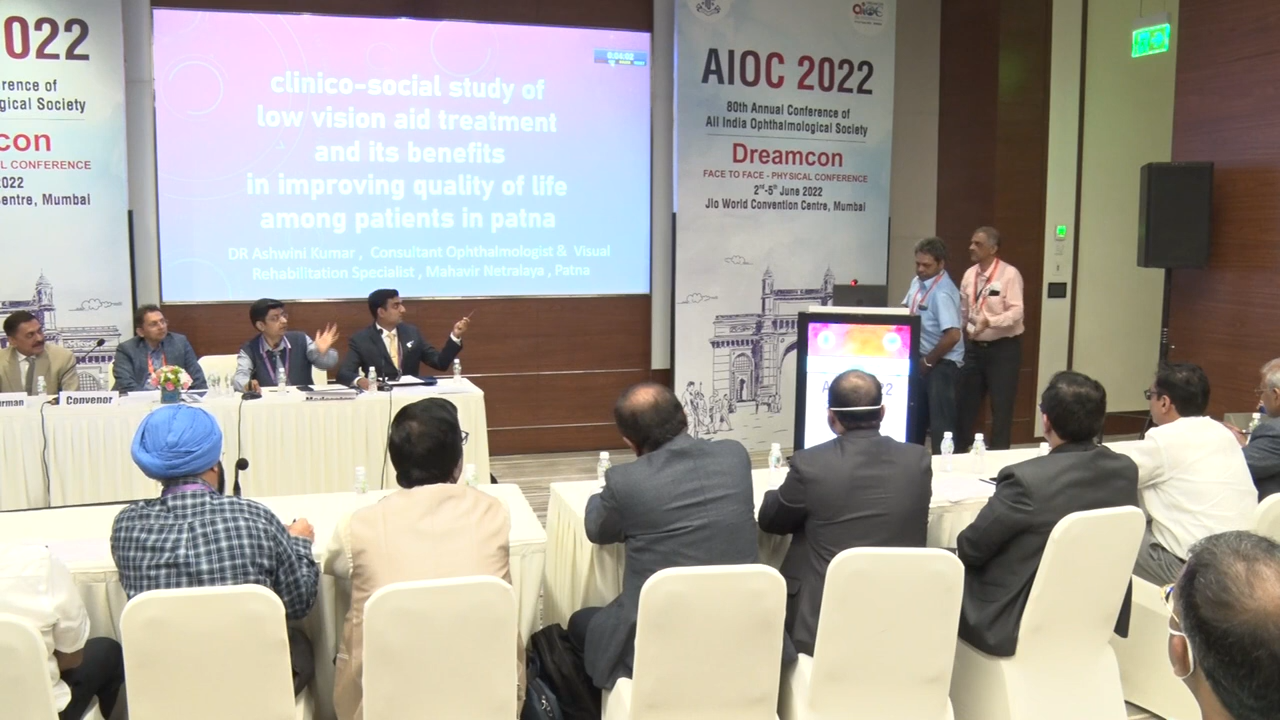 2022
rence of
logical Society
con
L CONFERENCE
2022
Centre, Mumbai
clinico-social study of
low vision aid treatment
and its benefits
in improving quality of life
among patients in patna
DR Ashwini Kumar , Consultant Ophthalmologist & Visual
Rehabilitation Specialist , Mahavir Netralaya , Patna
AIOC 2022
80th Annual Conference of
All India Ophthalmological Society
Dreamcon
FACE TO FACE - PHYSICAL CONFERENCE
2nd-5th June 2022
Jio World Convention Centre, Mumbai
rman
Convenor